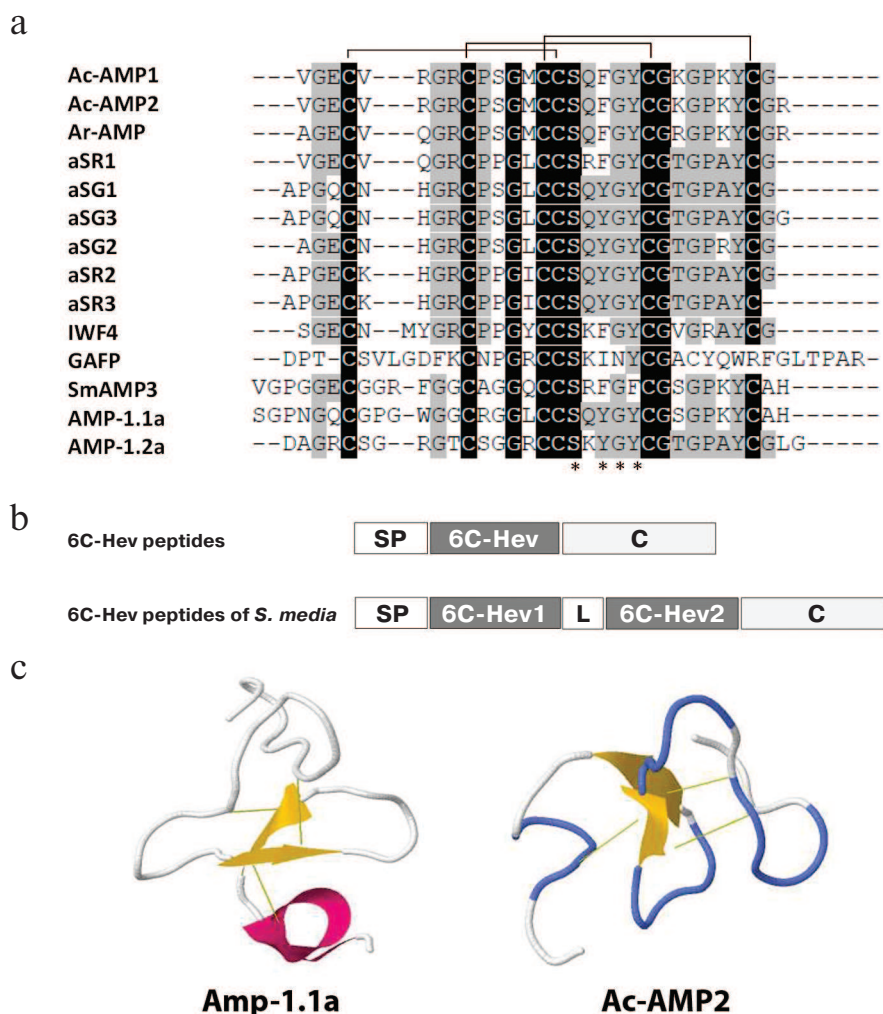 a
Ac-AMP1 ---VGECV---RGRCPSGMCCSQFGYCGKGPKYCG-------
Ac-AMP2 ---VGECV---RGRCPSGMCCSQFGYCGKGPKYCGR------
Ar-AMP ---AGECV---QGRCPSGMCCSQFGYCGRGPKYCGR------
aSR1 ---VGECV---QGRCPPGLCCSRFGYCGTGPAYCG-------
aSG1 --APGQCN---HGRCPSGLCCSQYGYCGTGPAYCG-------
aSG3 --APGQCN---HGRCPSGLCCSQYGYCGTGPAYCGG------
aSG2 ---AGECN---HGRCPSGLCCSQYGYCGTGPRYCG-------
aSR2 --APGECK---HGRCPPGICCSQYGYCGTGPAYCG-------
aSR3 --APGECK---HGRCPPGICCSQYGYCGTGPAYC--------
IWF4 ---SGECN--MYGRCPPGYCCSKFGYCGVGRAYCG-------
GAFP --DPT-CSVLGDFKCNPGRCCSKINYCGACYQWRFGLTPAR-
SmAMP3 VGPGGECGGR-FGGCAGGQCCSRFGFCGSGPKYCAH------
AMP-1.1a SGPNGQCGPG-WGGCRGGLCCSQYGYCGSGPKYCAH------
AMP-1.2a --DAGRCSG--RGTCSGGRCCSKYGYCGTGPAYCGLG-----
* * * *
b
6C-Hev peptides SP 6C-Hev C
6C-Hev peptides of S. media SP 6C-Hev1 L 6C-Hev2 C
c
Amp-1.1a Ac-AMP2